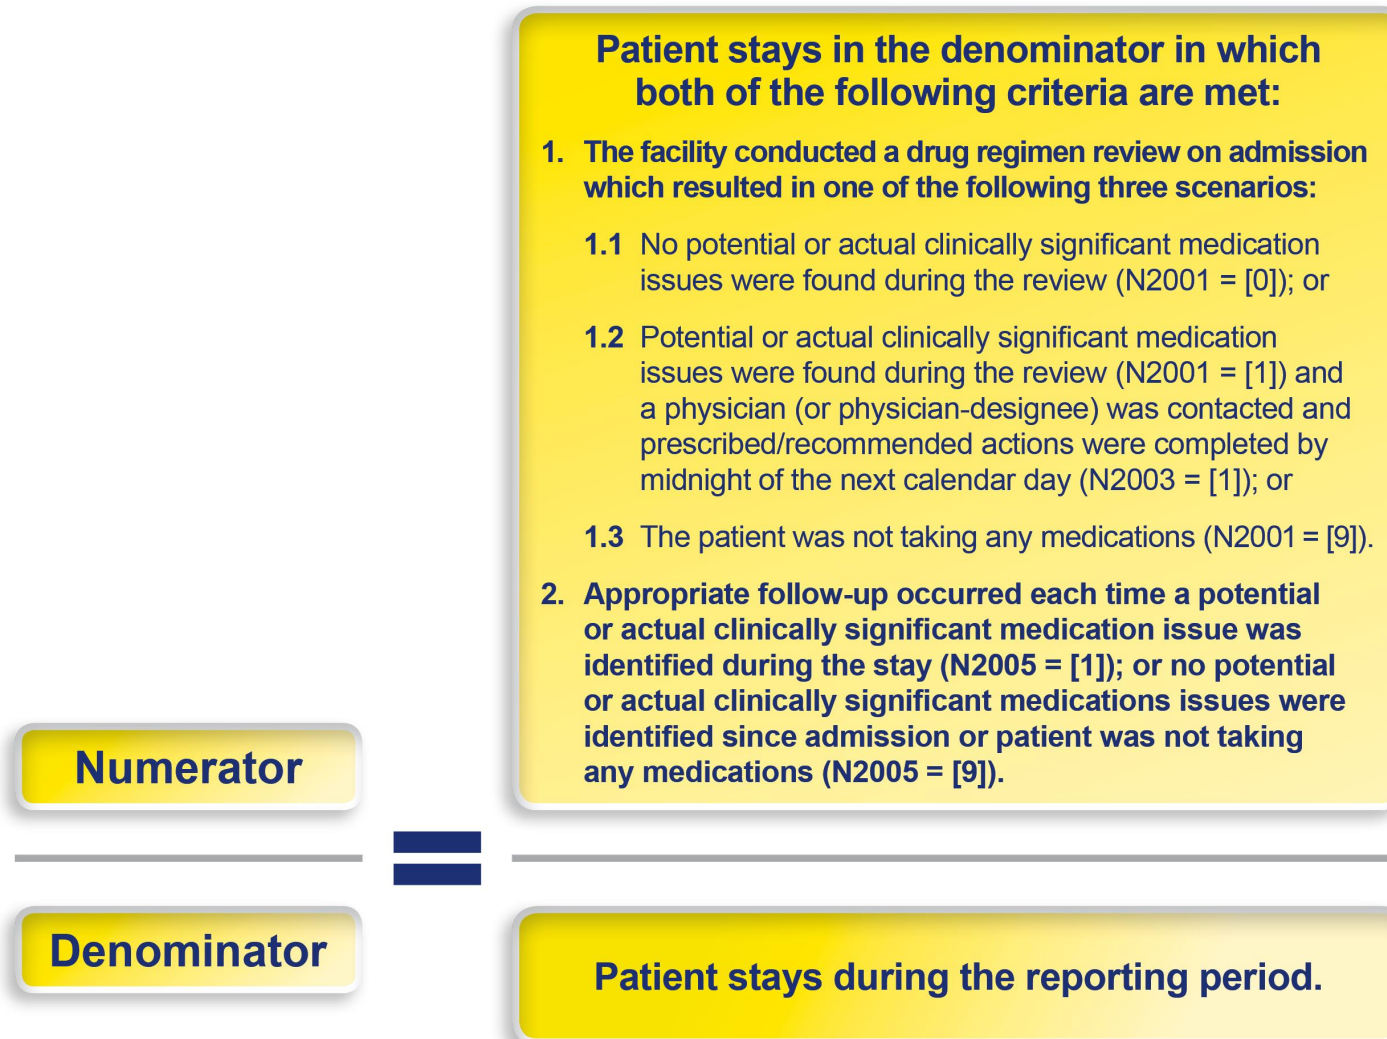 Patient stays in the denominator in which
both of the following criteria are met:
1. The facility conducted a drug regimen review on admission
which resulted in one of the following three scenarios:
1.1 No potential or actual clinically significant medication
issues were found during the review (N2001 = [0]); or
1.2 Potential or actual clinically significant medication
issues were found during the review (N2001 = [1]) and
a physician (or physician-designee) was contacted and
prescribed/recommended actions were completed by
midnight of the next calendar day (N2003 = [1]); or
1.3 The patient was not taking any medications (N2001 = [9]).
2. Appropriate follow-up occurred each time a potential
or actual clinically significant medication issue was
identified during the stay (N2005 = [1]); or no potential
or actual clinically significant medications issues were
identified since admission or patient was not taking
any medications (N2005 = [9]).
Numerator
=
Denominator
Patient stays during the reporting period.